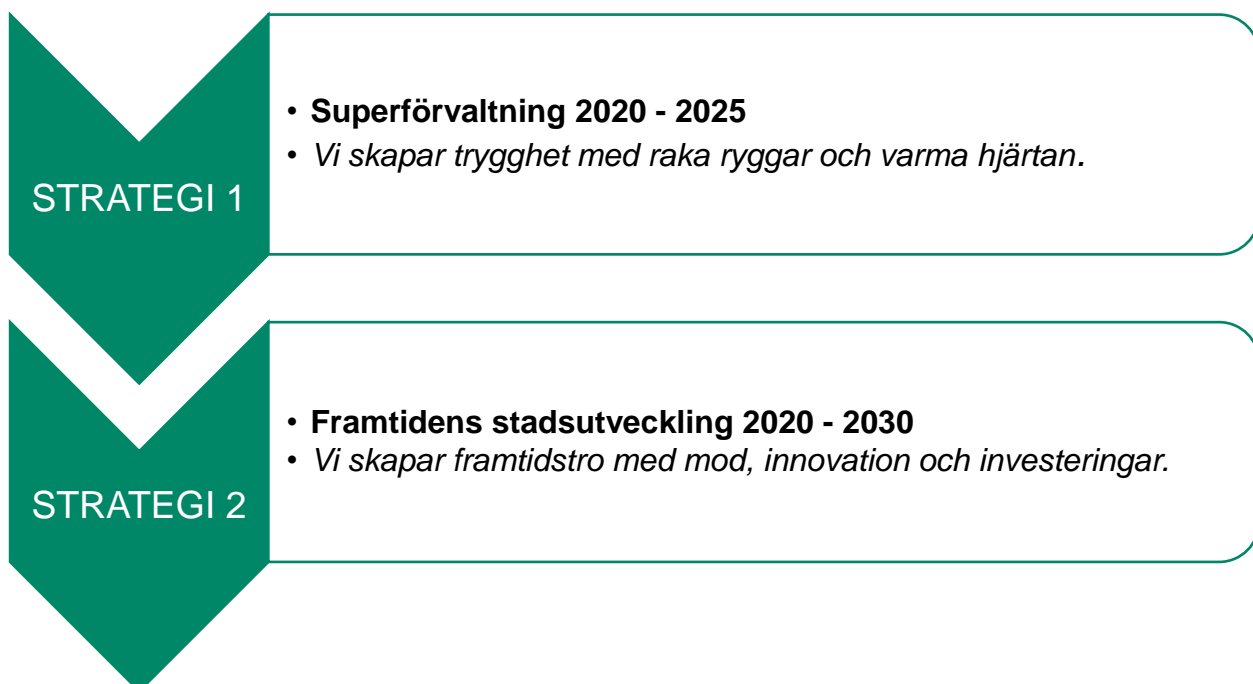 STRATEGI 1
• Superförvaltning 2020 - 2025
• Vi skapar trygghet med raka ryggar och varma hjärtan.
STRATEGI 2
• Framtidens stadsutveckling 2020 - 2030
• Vi skapar framtidstro med mod, innovation och investeringar.